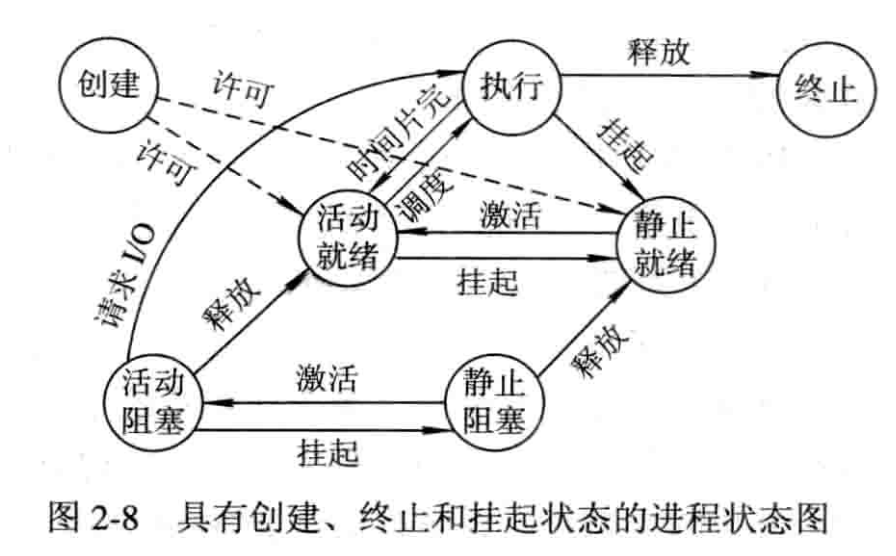 创建
许可
许可
执行
释放
终止
时间片完
调度
挂起
请求 I/O
活动
就绪
激活
挂起
静止
就绪
释放
释放
活动
阻塞
激活
挂起
静止
阻塞
图 2-8 具有创建、终止和挂起状态的进程状态图